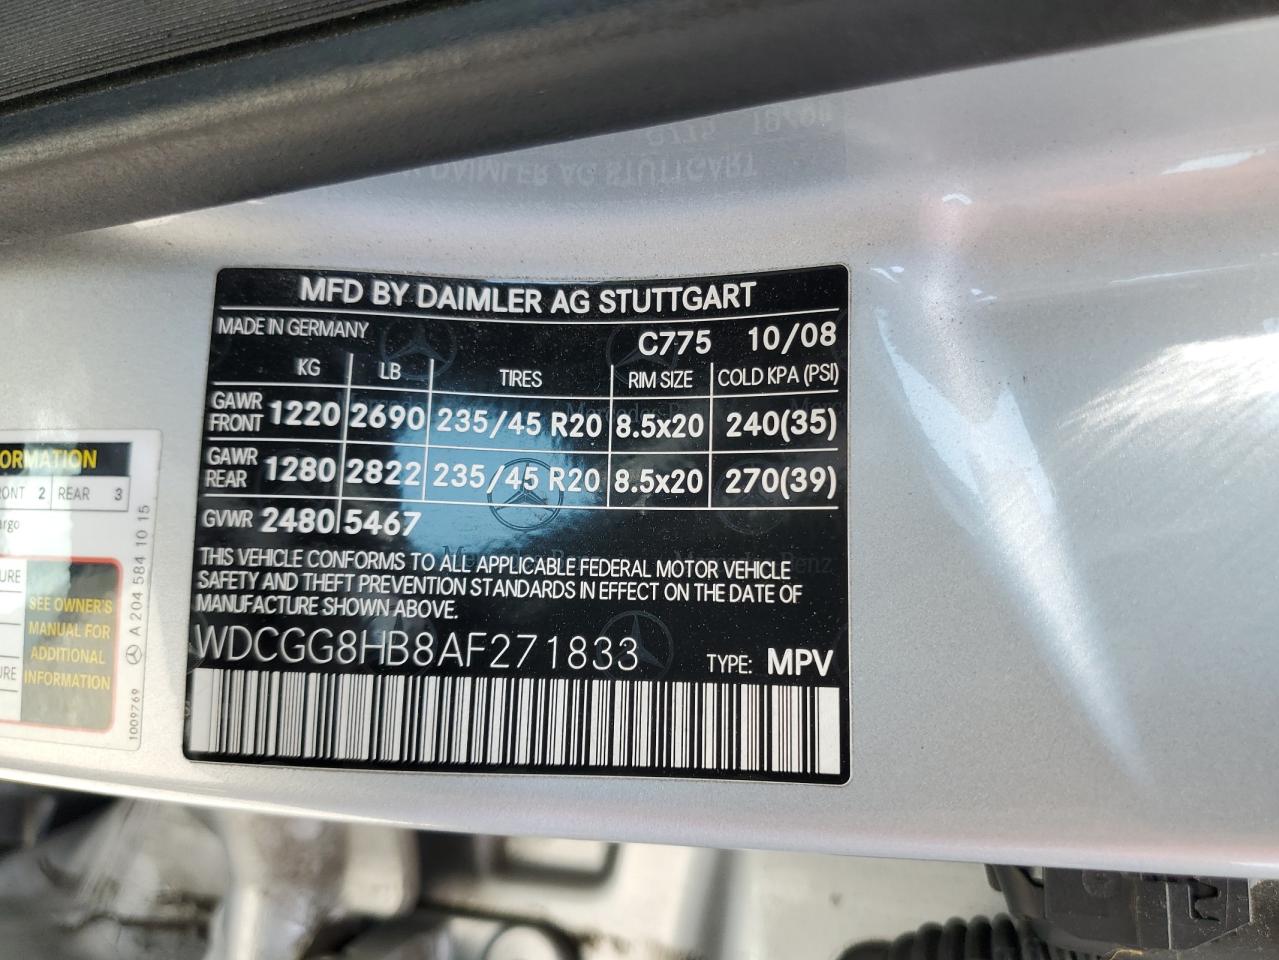 MFD BY DAIMLER AG STUTTGART
MADE IN GERMANY C775 10/08
KG LB TIRES RIM SIZE COLD KPA (PSI)
GAWR FRONT 1220 2690 235/45 R20 8.5x20 240(35)
GAWR REAR 1280 2822 235/45 R20 8.5x20 270(39)
GVWR 2480 5467
THIS VEHICLE CONFORMS TO ALL APPLICABLE FEDERAL MOTOR VEHICLE
SAFETY AND THEFT PREVENTION STANDARDS IN EFFECT ON THE DATE OF
MANUFACTURE SHOWN ABOVE.
WDCGG8HB8AF271833 TYPE: MPV
2 REAR 3
SEE OWNER'S
MANUAL FOR
ADDITIONAL
INFORMATION
A 204 584 10 15
1009769